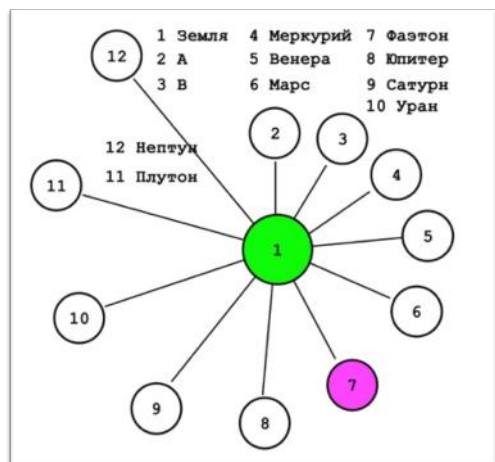 1 Земля 4 Меркурий 7 Фаэтон
12 2 А 5 Венера 8 Юпитер
3 В 6 Марс 9 Сатурн
10 Уран
2 3
12 Нептун
4
11 11 Плутон
5
1
6
10
7
9 8